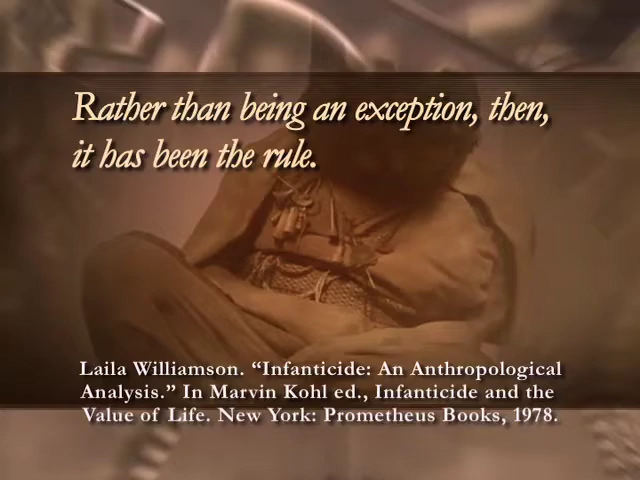 Rather than being an exception, then,
it has been the rule.
Laila Williamson. “Infanticide: An Anthropological
Analysis.” In Marvin Kohl ed., Infanticide and the
Value of Life. New York: Prometheus Books, 1978.